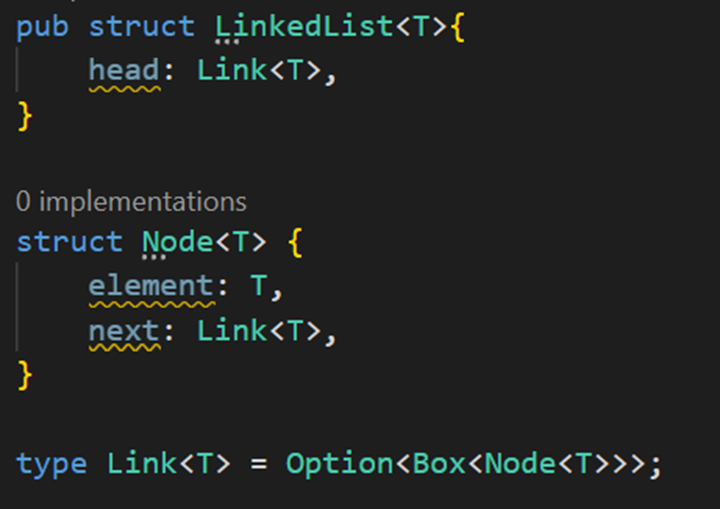 pub struct LinkedList<T>{
    head: Link<T>,
}
0 implementations
struct Node<T> {
    element: T,
    next: Link<T>,
}
type Link<T> = Option<Box<Node<T>>>;